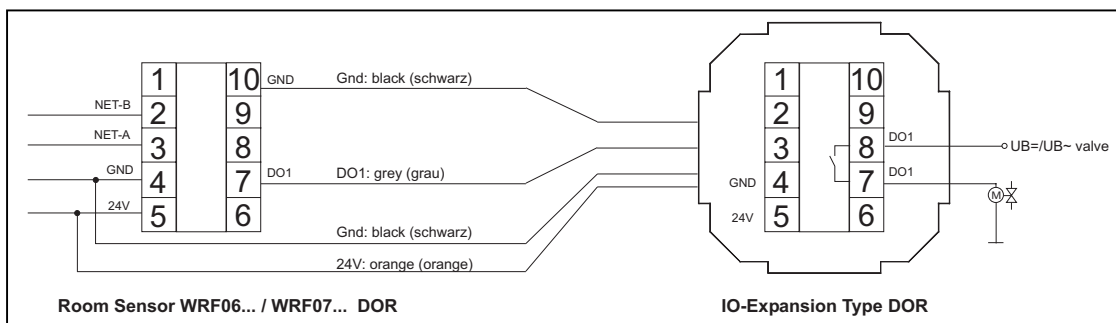 1 10 GND Gnd: black (schwarz) 1 10
NET-B 2 9 2 9
NET-A 3 8 3 8 DO1 UB=/UB~ valve
GND 4 7 DO1 DO1: grey (grau) GND 4 7 DO1
24V 5 6 24V 5 6 M
Gnd: black (schwarz)
24V: orange (orange)
Room Sensor WRF06... / WRF07... DOR IO-Expansion Type DOR